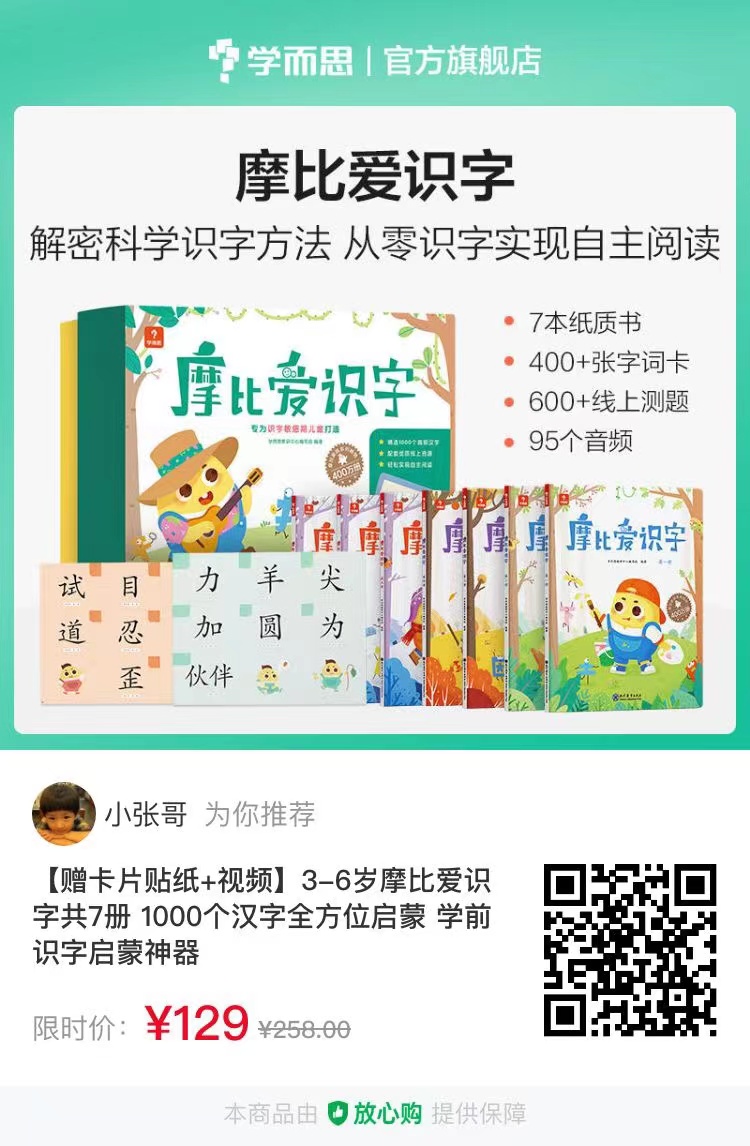 学而思 | 官方旗舰店
摩比爱识字
解密科学识字方法 从零识字实现自主阅读
7本纸质书
400+张字词卡
600+线上测题
95个音频
学而思
摩比爱识字
专为识字敏感期儿童打造
精选1000个高频汉字
配套优质线上资源
轻松实现自主阅读
400万册
摩
摩
摩
摩
摩
摩
摩比爱识字
第一册
试 目
道 忍
歪
力 羊 尖
加 圆 为
伙伴
小张哥 为你推荐
【赠卡片贴纸+视频】3-6岁摩比爱识
字共7册 1000个汉字全方位启蒙 学前
识字启蒙神器
限时价: ¥129 ¥258.00
本商品由 放心购 提供保障